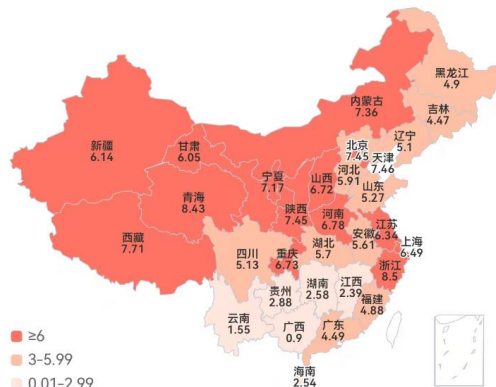 黑龙江
4.9
内蒙古
7.36
吉林
4.47
新疆
6.14
甘肃
6.05
辽宁
5.1
北京
7.45
天津
7.46
宁夏
7.17
山西
6.72
河北
5.91
山东
5.27
青海
8.43
陕西
7.45
河南
6.78
江苏
6.34
西藏
7.71
四川
5.13
重庆
6.73
湖北
5.7
安徽
5.61
上海
6.49
浙江
8.5
贵州
2.88
湖南
2.58
江西
2.39
福建
4.88
云南
1.55
广西
0.9
广东
4.49
海南
2.54
≥6
3-5.99
0.01-2.99